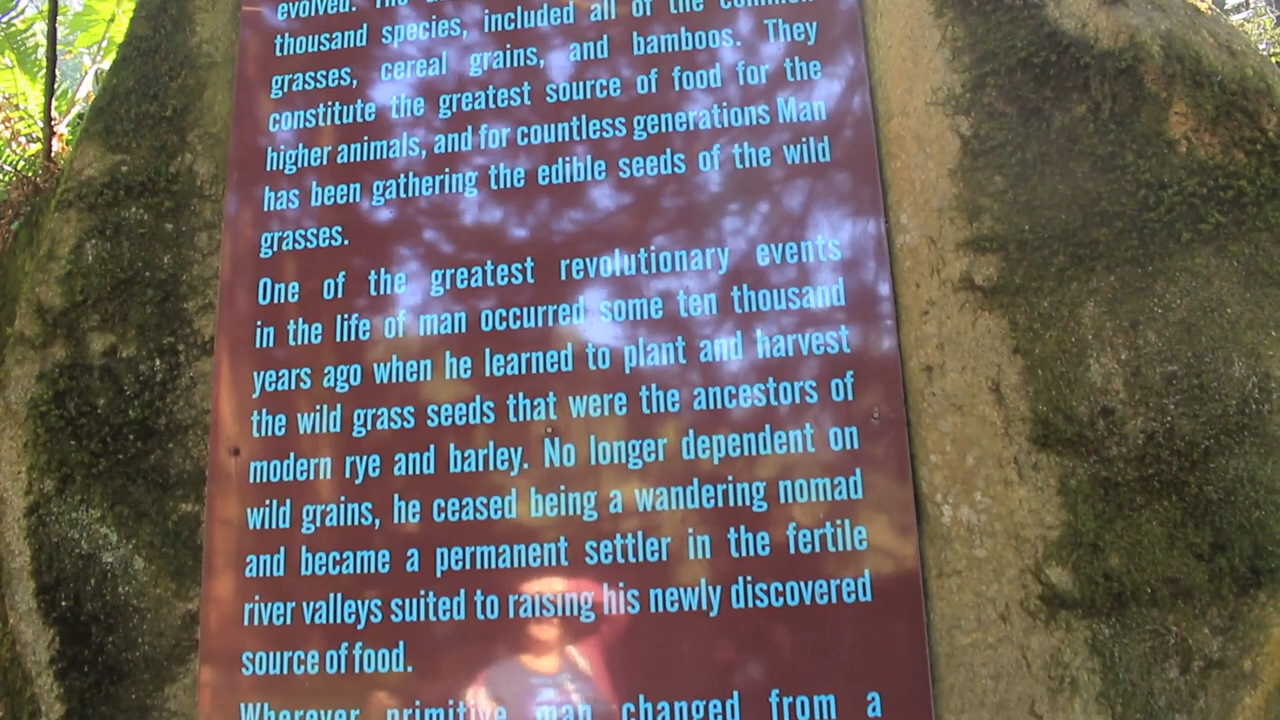 evolved. The
thousand species, included all of the common
grasses, cereal grains, and bamboos. They
constitute the greatest source of food for the
higher animals, and for countless generations Man
has been gathering the edible seeds of the wild
grasses.
One of the greatest revolutionary events
in the life of man occurred some ten thousand
years ago when he learned to plant and harvest
the wild grass seeds that were the ancestors of
modern rye and barley. No longer dependent on
wild grains, he ceased being a wandering nomad
and became a permanent settler in the fertile
river valleys suited to raising his newly discovered
source of food.
Wherever primitive man changed from a